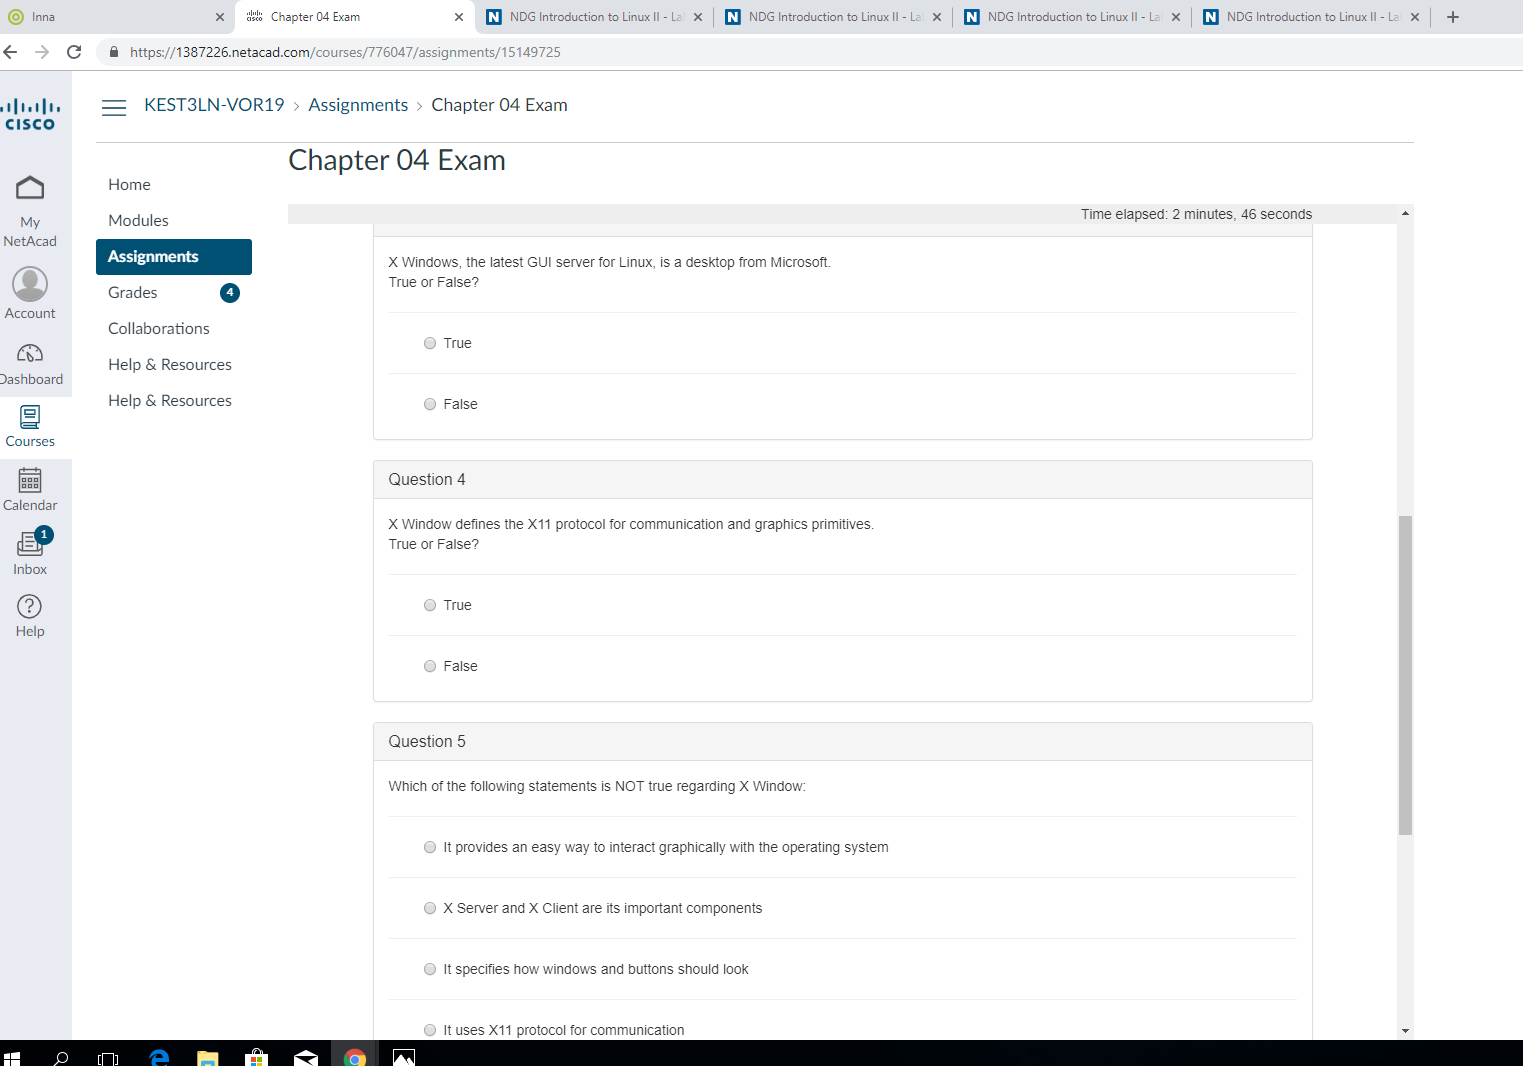 Inna
Chapter 04 Exam
NDG Introduction to Linux II - La
NDG Introduction to Linux II - La
NDG Introduction to Linux II - La
NDG Introduction to Linux II - La
https://1387226.netacad.com/courses/776047/assignments/15149725
CISCO
KEST3LN-VOR19 > Assignments > Chapter 04 Exam
My
NetAcad
Account
Dashboard
Courses
Calendar
1
Inbox
Help
Home
Modules
Assignments
Grades 4
Collaborations
Help & Resources
Help & Resources
Chapter 04 Exam
Time elapsed: 2 minutes, 46 seconds
X Windows, the latest GUI server for Linux, is a desktop from Microsoft.
True or False?
True
False
Question 4
X Window defines the X11 protocol for communication and graphics primitives.
True or False?
True
False
Question 5
Which of the following statements is NOT true regarding X Window:
It provides an easy way to interact graphically with the operating system
X Server and X Client are its important components
It specifies how windows and buttons should look
It uses X11 protocol for communication